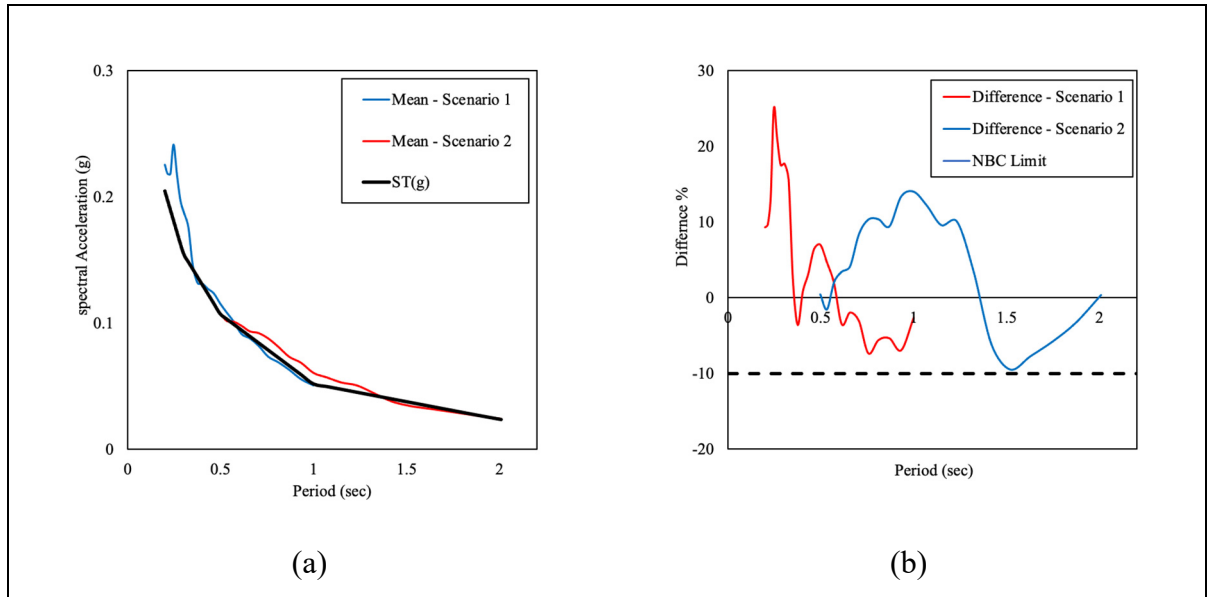 0.3
0.2
0.1
0
0
0.5
1
1.5
2
spectral Acceleration (g)
Period (sec)
Mean - Scenario 1
Mean - Scenario 2
ST(g)
(a)
30
20
10
0
-10
-20
0
0.5
1
1.5
2
Differnce %
Period (sec)
Difference - Scenario 1
Difference - Scenario 2
NBC Limit
(b)